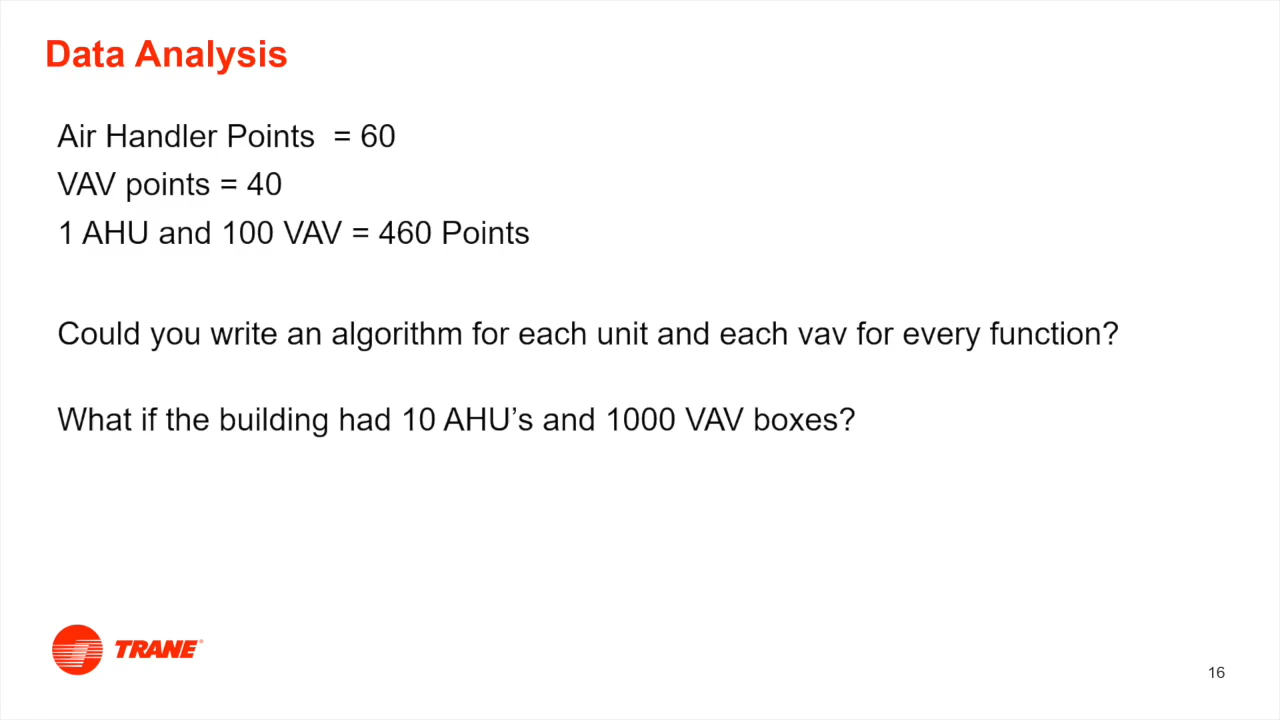 Data Analysis
Air Handler Points  = 60
VAV points = 40
1 AHU and 100 VAV = 460 Points
Could you write an algorithm for each unit and each vav for every function?
What if the building had 10 AHU’s and 1000 VAV boxes?
TRANE®
16